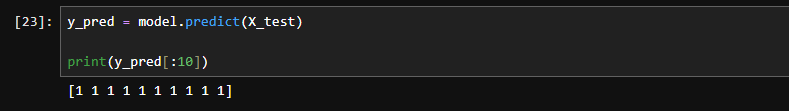 [23]: y_pred = model.predict(X_test)
print(y_pred[:10])
[1 1 1 1 1 1 1 1 1 1]